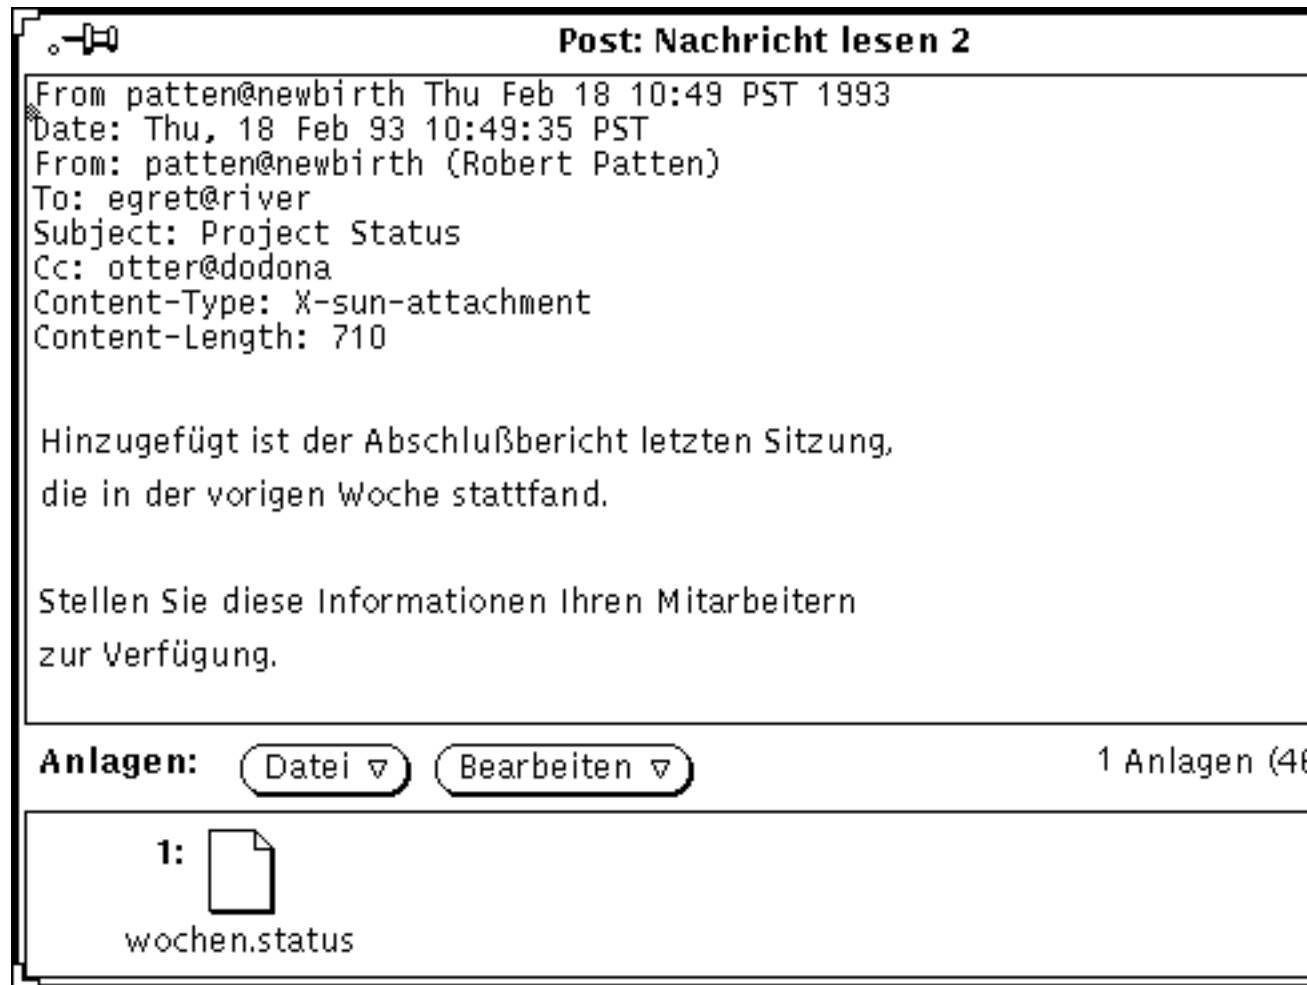 Post: Nachricht lesen 2
From patten@newbirth Thu Feb 18 10:49 PST 1993
Date: Thu, 18 Feb 93 10:49:35 PST
From: patten@newbirth (Robert Patten)
To: egret@river
Subject: Project Status
Cc: otter@dodona
Content-Type: X-sun-attachment
Content-Length: 710
Hinzugefügt ist der Abschlußbericht letzten Sitzung,
die in der vorigen Woche stattfand.
Stellen Sie diese Informationen Ihren Mitarbeitern
zur Verfügung.
Anlagen: Datei Bearbeiten 1 Anlagen
1:
wochen.status